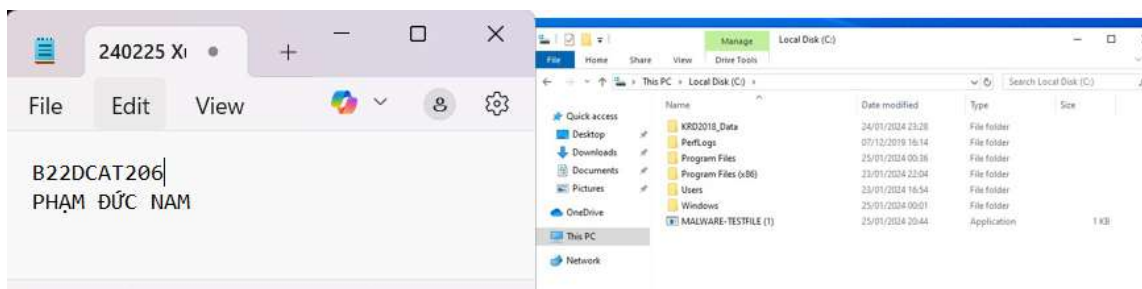 240225 Xu
File Edit View
B22DCAT206
PHẠM ĐỨC NAM
Manage Local Disk (C:)
File Home Share View Drive Tools
This PC Local Disk (C:) Search Local Disk (C:)
Name Date modified Type Size
Quick access
Desktop
Downloads
Documents
Pictures
OneDrive
This PC
Network
KRD2018_Data 24/01/2024 23:28 File folder
PerfLogs 07/12/2019 16:14 File folder
Program Files 25/01/2024 00:36 File folder
Program Files (x86) 23/01/2024 22:04 File folder
Users 23/01/2024 16:54 File folder
Windows 25/01/2024 00:01 File folder
MALWARE-TESTFILE (1) 25/01/2024 20:44 Application 1 KB